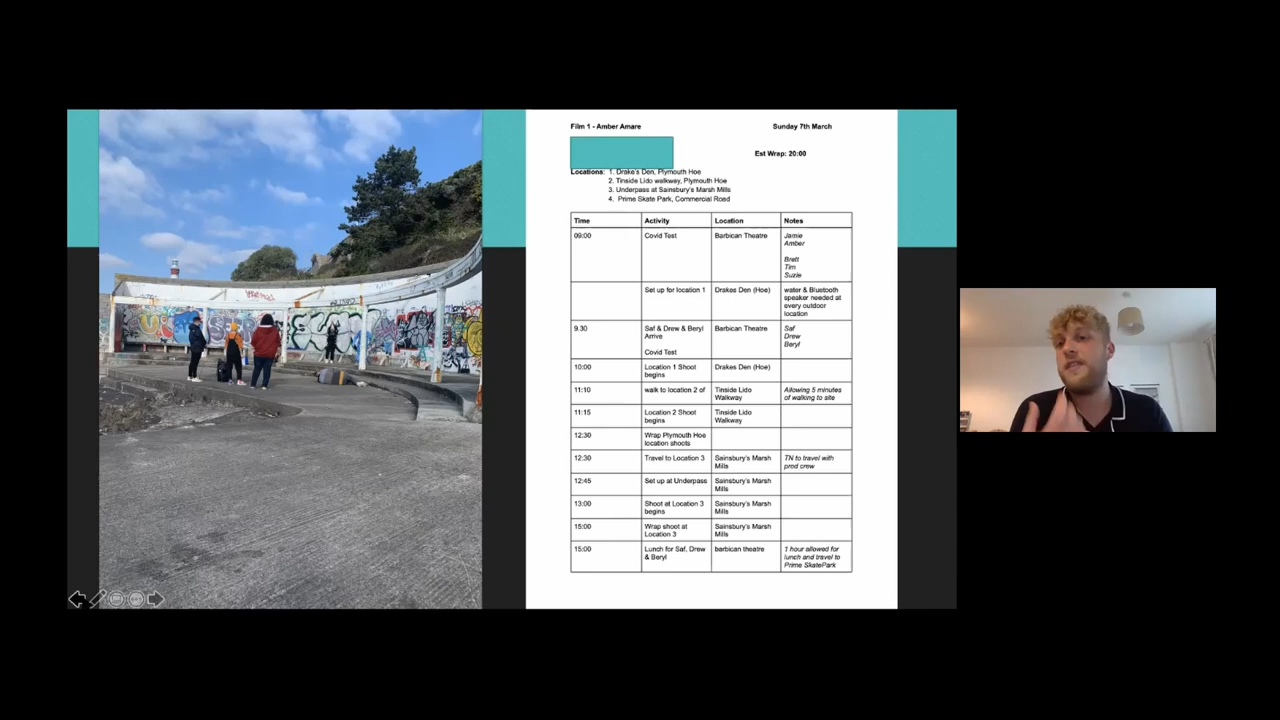 Film 1 - Amber Amare
Sunday 7th March
Est Wrap: 20:00
Locations: 1. Drake's Den, Plymouth Hoe
2. Tinside Lido walkway, Plymouth Hoe
3. Underpass at Sainsbury's Marsh Mills
4. Prime Skate Park, Commercial Road
Time Activity Location Notes
09:00 Covid Test Barbican Theatre Jamie
Amber
Brett
Tim
Suzie
Set up for location 1 Drakes Den (Hoe) water & Bluetooth
speaker needed at
every outdoor
location
9.30 Saf & Drew & Beryl Barbican Theatre Saf
Arrive Drew
Covid Test Beryl
10:00 Location 1 Shoot Drakes Den (Hoe)
begins
11:10 walk to location 2 of Tinside Lido Allowing 5 minutes
Walkway of walking to site
11:15 Location 2 Shoot Tinside Lido
begins Walkway
12:30 Wrap Plymouth Hoe
location shoots
12:30 Travel to Location 3 Sainsbury's Marsh TN to travel with
Mills prod crew
12:45 Set up at Underpass Sainsbury's Marsh
Mills
13:00 Shoot at Location 3 Sainsbury's Marsh
begins Mills
15:00 Wrap shoot at Sainsbury's Marsh
Location 3 Mills
15:00 Lunch for Saf, Drew barbican theatre 1 hour allowed for
& Beryl lunch and travel to
Prime SkatePark